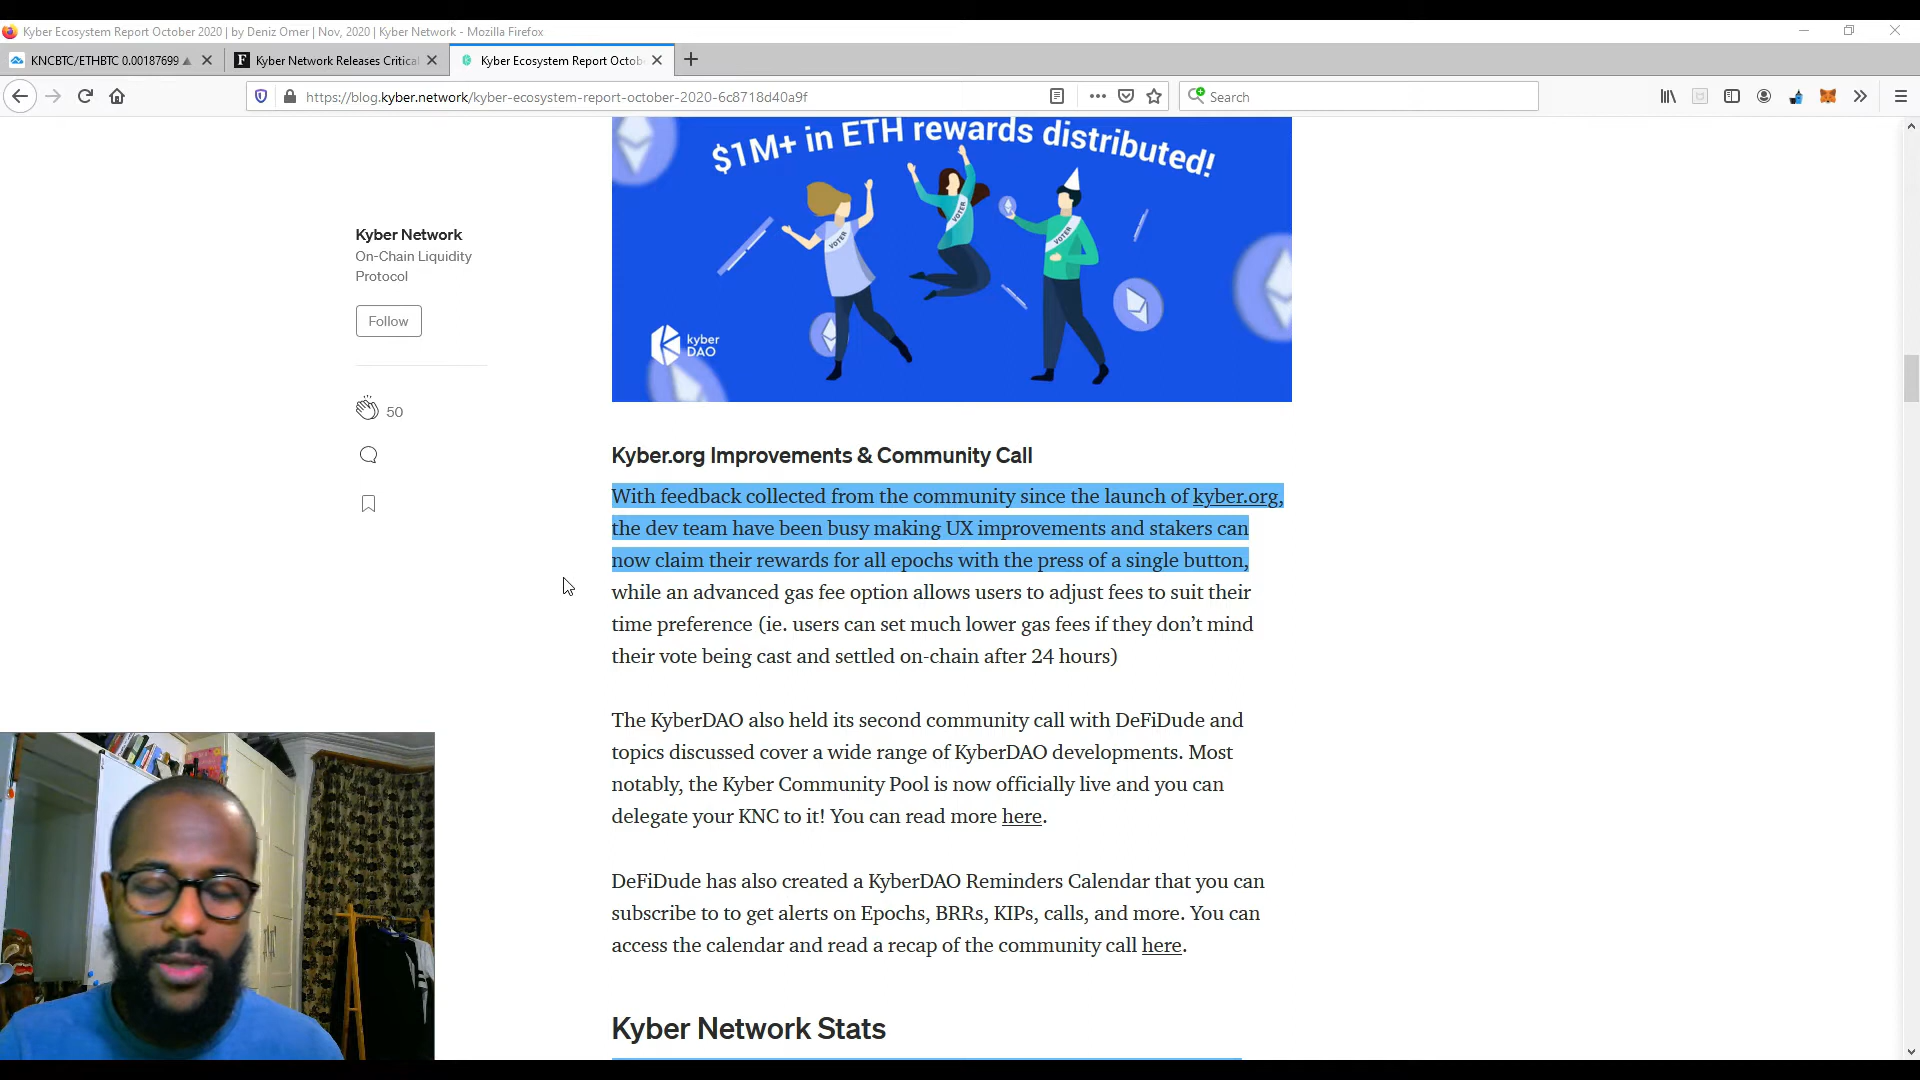 Kyber Ecosystem Report October 2020 | by Deniz Omer | Nov, 2020 | Kyber Network - Mozilla Firefox
KNCBTC/ETHBTC 0.00187699 ▲
Kyber Network Releases Critical
Kyber Ecosystem Report Octob
https://blog.kyber.network/kyber-ecosystem-report-october-2020-6c8718d40a9f
Search
$1M+ in ETH rewards distributed!
VOTER
VOTER
VOTER
kyber
DAO
Kyber Network
On-Chain Liquidity
Protocol
Follow
50
Kyber.org Improvements & Community Call
With feedback collected from the community since the launch of kyber.org,
the dev team have been busy making UX improvements and stakers can
now claim their rewards for all epochs with the press of a single button,
while an advanced gas fee option allows users to adjust fees to suit their
time preference (ie. users can set much lower gas fees if they don’t mind
their vote being cast and settled on-chain after 24 hours)
The KyberDAO also held its second community call with DeFiDude and
topics discussed cover a wide range of KyberDAO developments. Most
notably, the Kyber Community Pool is now officially live and you can
delegate your KNC to it! You can read more here.
DeFiDude has also created a KyberDAO Reminders Calendar that you can
subscribe to to get alerts on Epochs, BRRs, KIPs, calls, and more. You can
access the calendar and read a recap of the community call here.
Kyber Network Stats